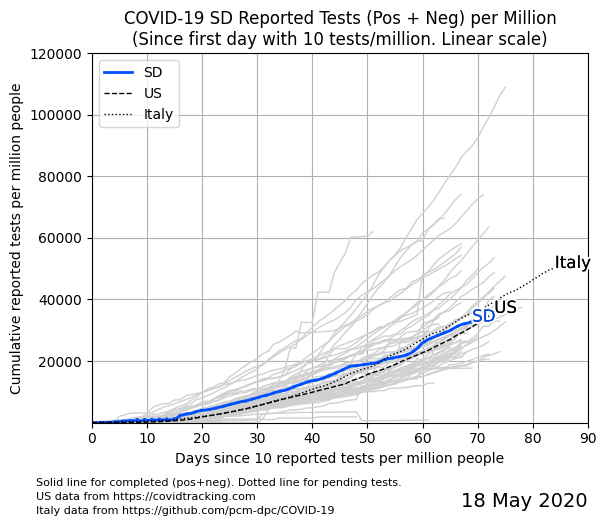 COVID-19 SD Reported Tests (Pos + Neg) per Million
(Since first day with 10 tests/million. Linear scale)
Cumulative reported tests per million people
120000
100000
80000
60000
40000
20000
SD
US
Italy
Italy
US
SD
0 10 20 30 40 50 60 70 80 90
Days since 10 reported tests per million people
Solid line for completed (pos+neg). Dotted line for pending tests.
US data from https://covidtracking.com
Italy data from https://github.com/pcm-dpc/COVID-19
18 May 2020